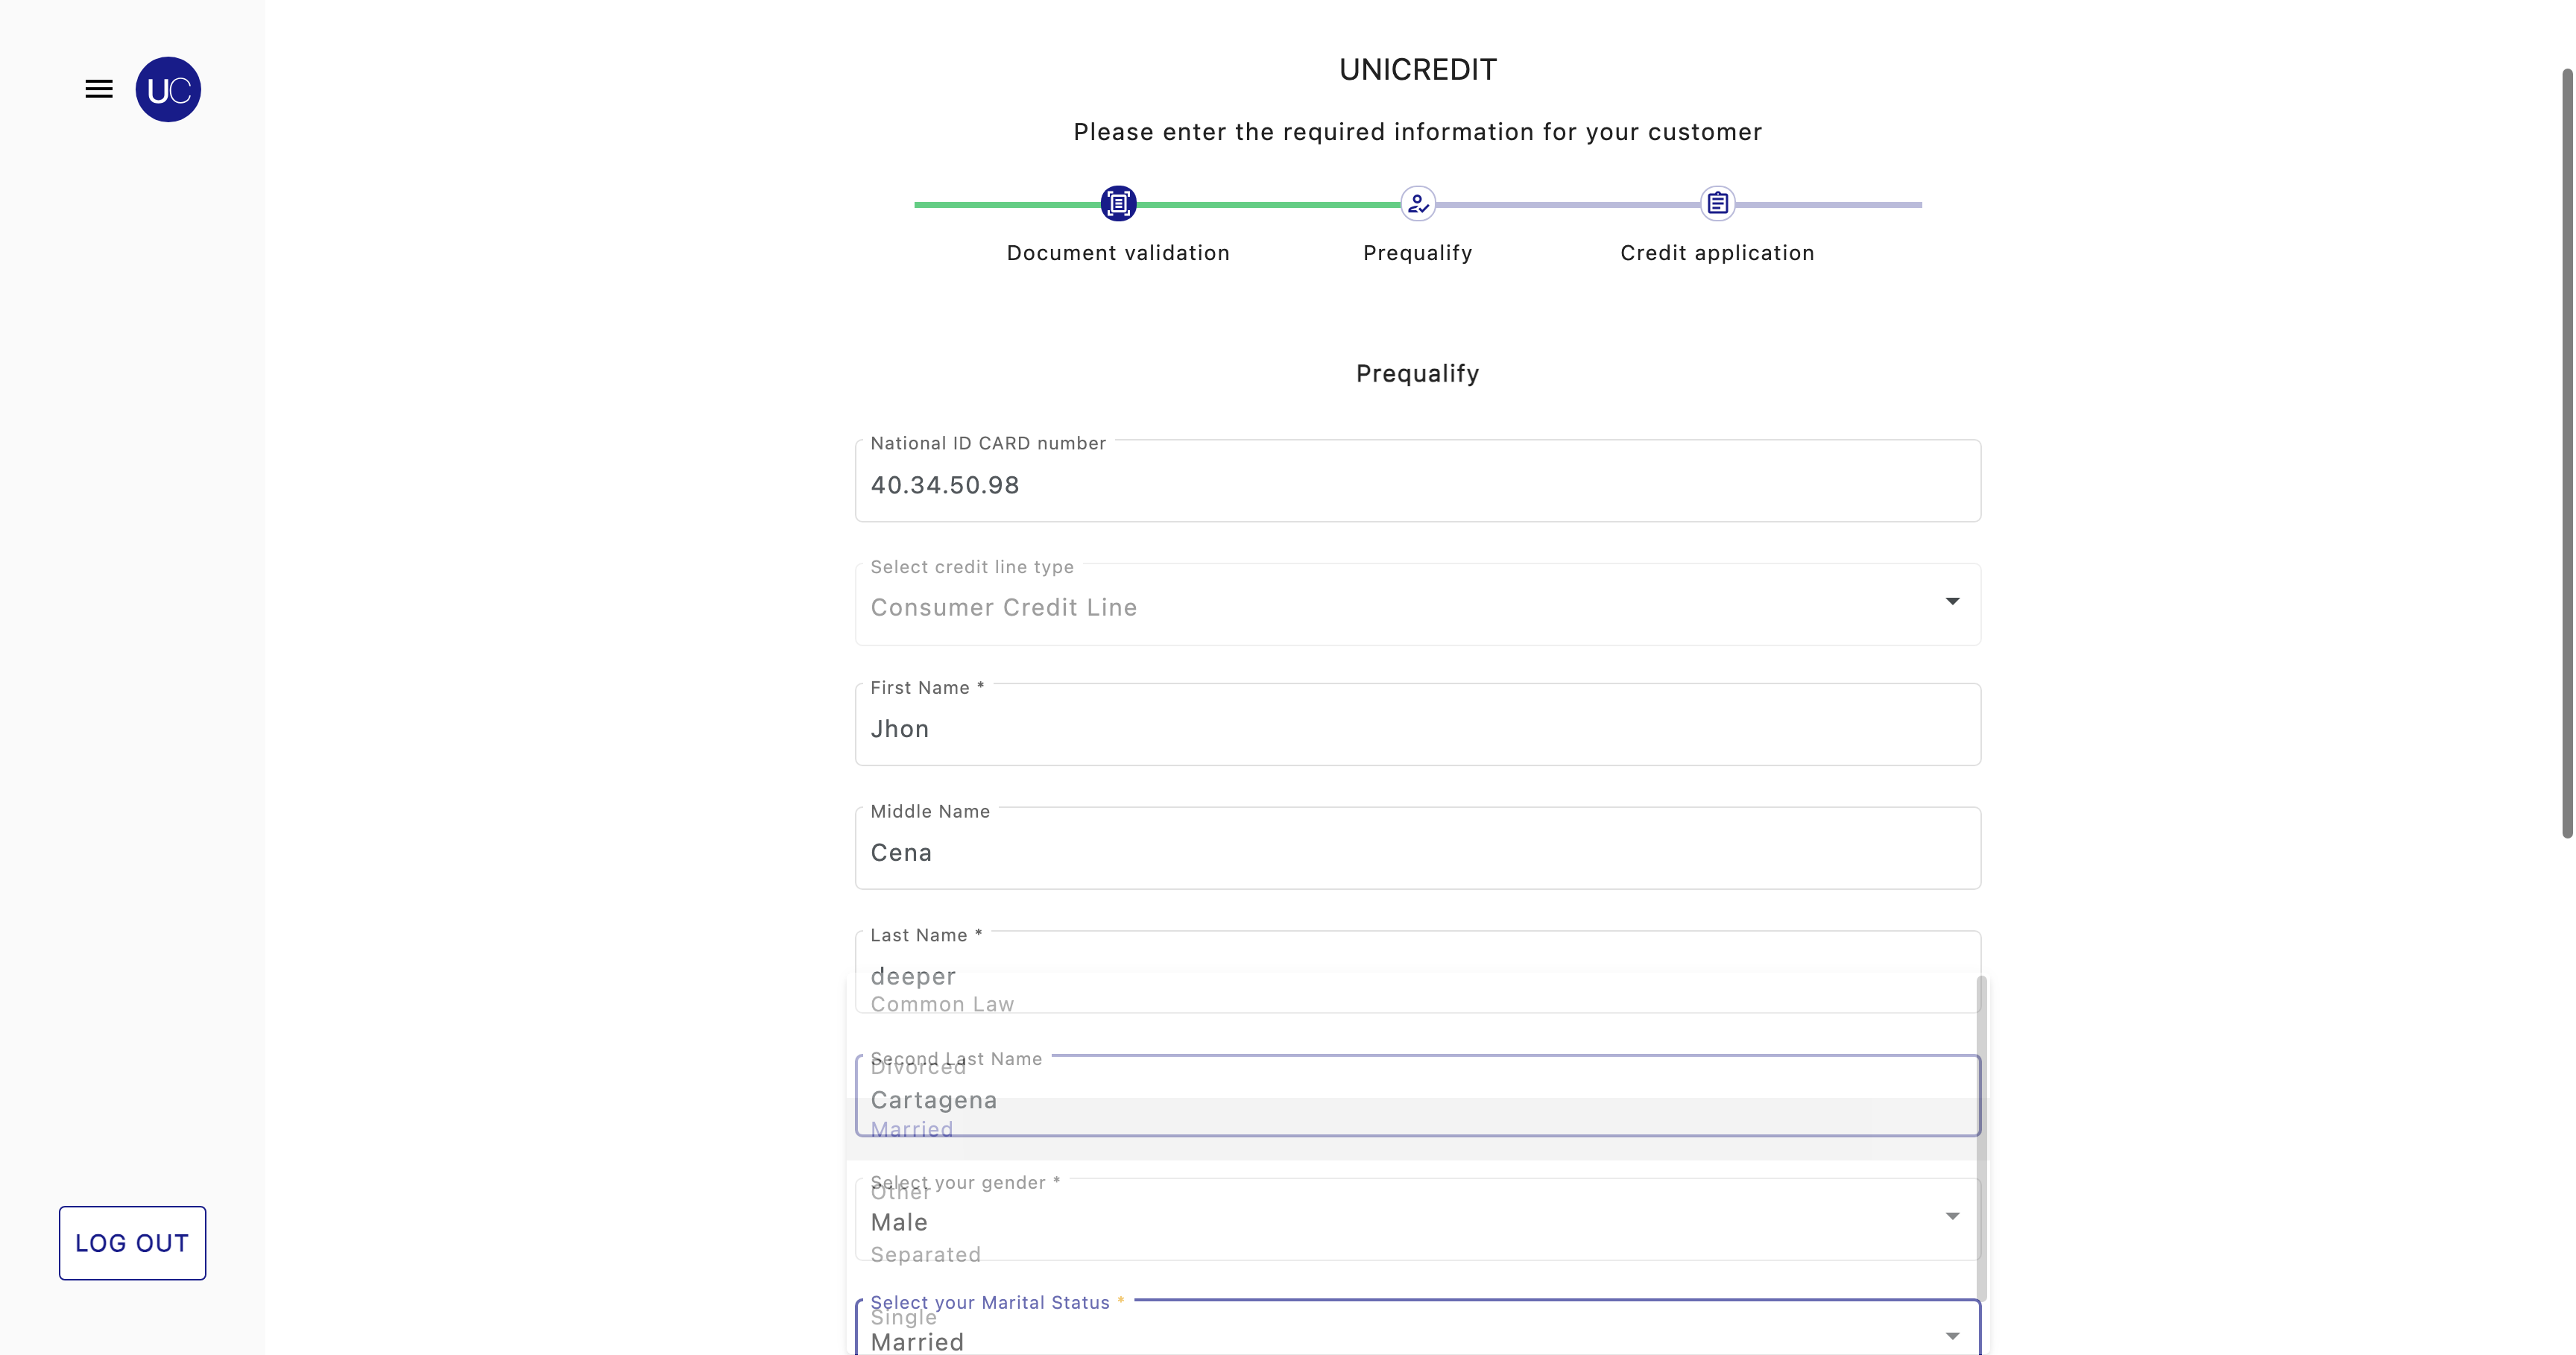 UC
UNICREDIT
Please enter the required information for your customer
Document validation
Prequalify
Credit application
Prequalify
National ID CARD number
40.34.50.98
Select credit line type
Consumer Credit Line
First Name *
Jhon
Middle Name
Cena
Last Name *
deeper
Common Law
Second Last Name
Divorced
Cartagena
Married
Select your gender *
Other
Male
Separated
Select your Marital Status *
Single
Married
LOG OUT